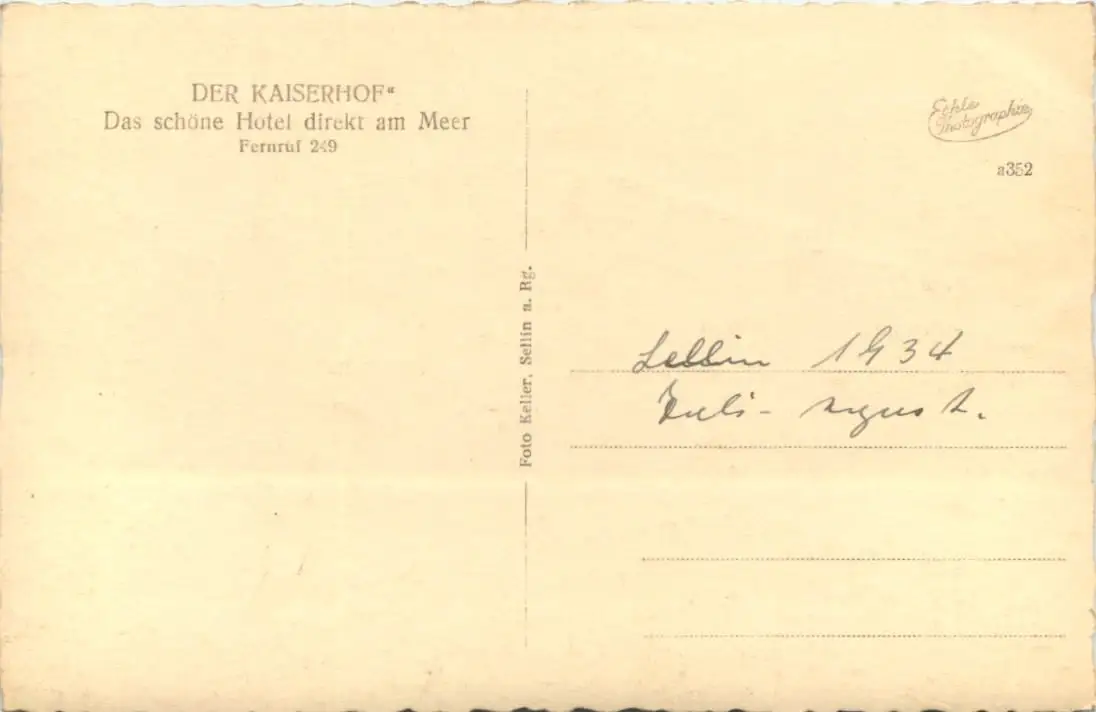 DER KAISERHOF“
Das schöne Hotel direkt am Meer
Fernruf 249
Echte
Photographie
a352
Foto Keller, Sellin a. Rg.
Sellin 1934
Juli - August.